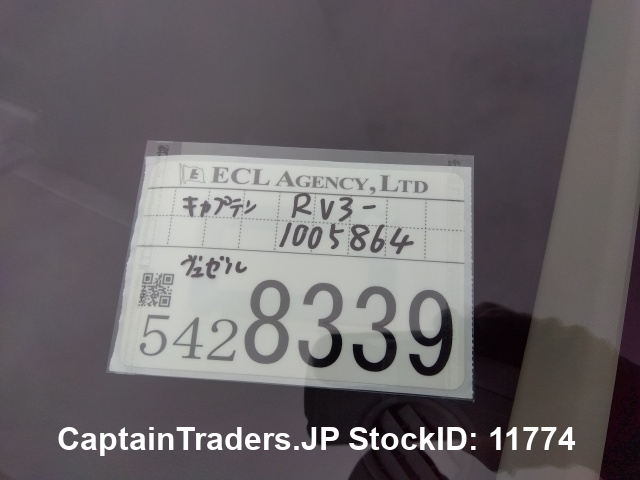 ECL AGENCY, LTD
キャプテン RV3-
1005864
ヴェゼル
5428339
CaptainTraders.JP StockID: 11774